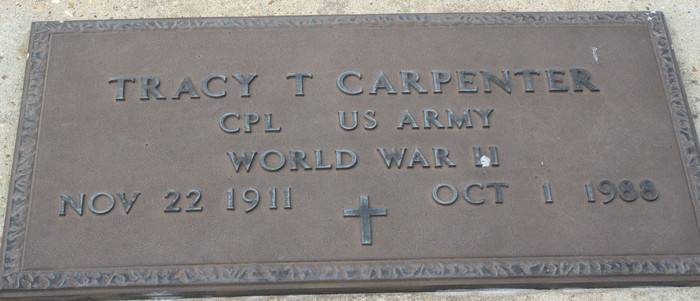 TRACY T CARPENTER
CPL US ARMY
WORLD WAR II
NOV 22 1911 OCT 1 1988